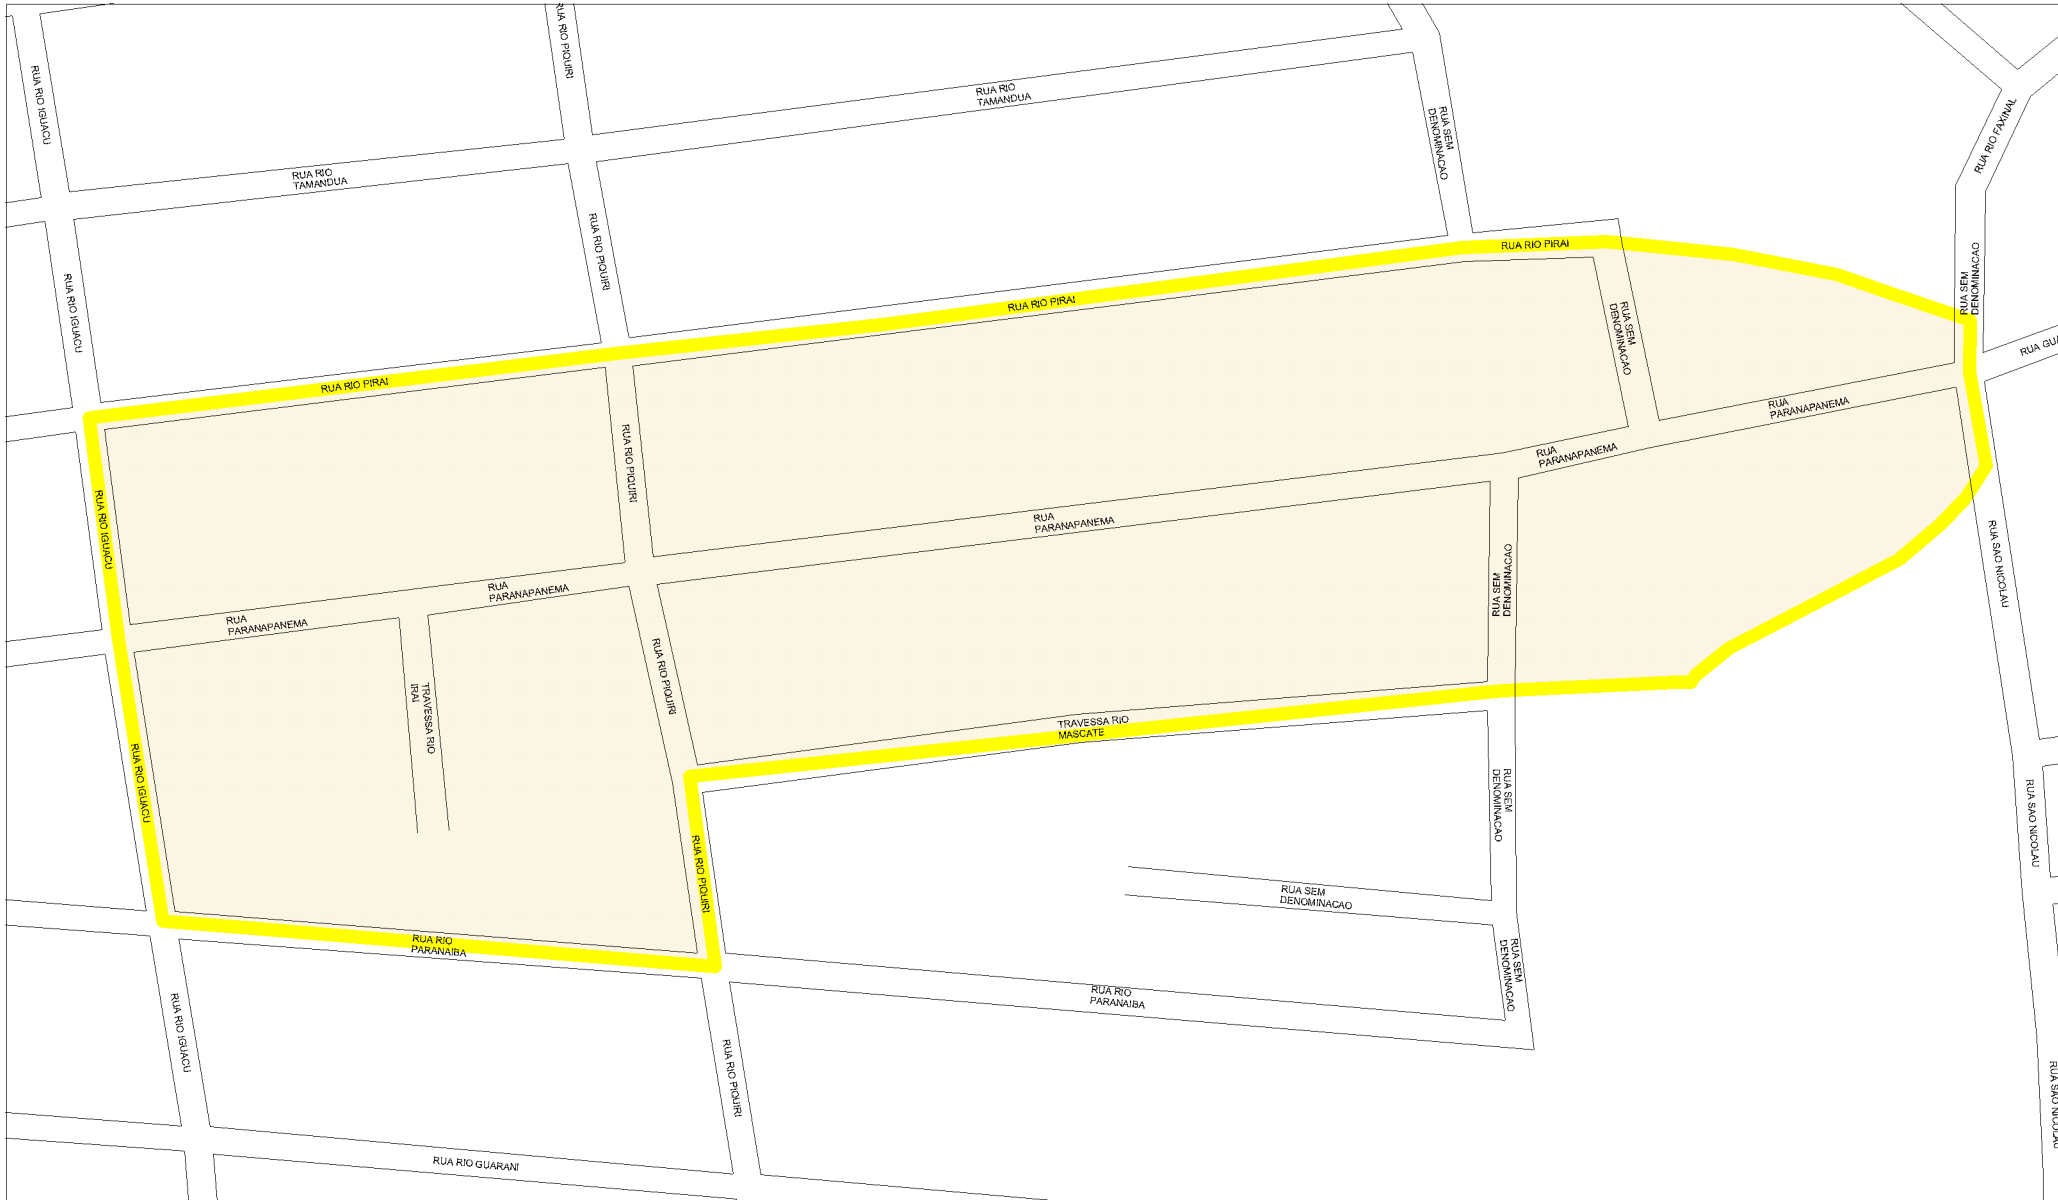 RUA RIO PIQUIRI
RUA RIO IGUACU
RUA RIO
TAMANDUA
RUA SEM
DENOMINACAO
RUA RIO FAXINAL
RUA RIO
TAMANDUA
RUA RIO PIQUIRI
RUA RIO IGUACU
RUA RIO PIRAI
RUA SEM
DENOMINACAO
RUA RIO PIRAI
RUA SEM
DENOMINACAO
RUA GUA
RUA RIO PIRAI
RUA
PARANAPANEMA
RUA RIO PIQUIRI
RUA
PARANAPANEMA
RUA RIO IGUACU
RUA
PARANAPANEMA
RUA SEM
DENOMINACAO
RUA SAO NICOLAU
RUA
PARANAPANEMA
RUA
PARANAPANEMA
RUA RIO PIQUIRI
TRAVESSA RIO
IRAI
TRAVESSA RIO
MASCATE
RUA RIO IGUACU
RUA SEM
DENOMINACAO
RUA SAO NICOLAU
RUA RIO PIQUIRI
RUA SEM
DENOMINACAO
RUA RIO
PARANAIBA
RUA SEM
DENOMINACAO
RUA RIO
PARANAIBA
RUA RIO IGUACU
RUA RIO PIQUIRI
RUA SAO NICOLAU
RUA RIO GUARANI